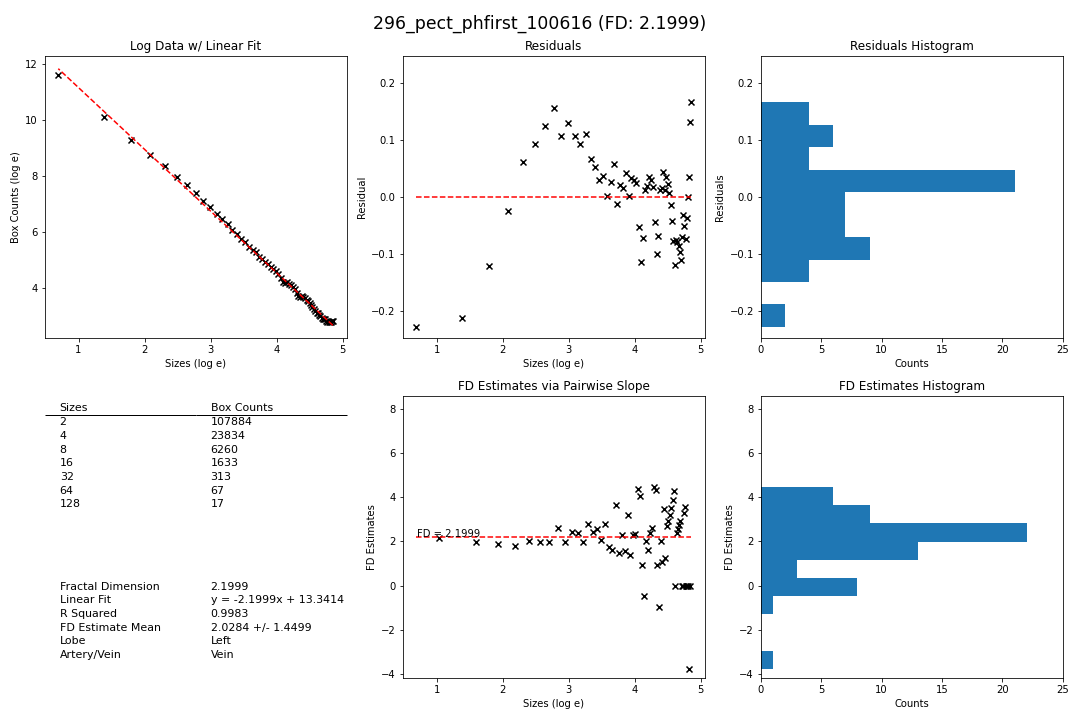 296_pect_phfirst_100616 (FD: 2.1999)
Log Data w/ Linear Fit
Box Counts (log e)
12
10
8
6
4
1 2 3 4 5
Sizes (log e)
Residuals
Residual
0.2
0.1
0.0
−0.1
−0.2
1 2 3 4 5
Sizes (log e)
Residuals Histogram
Residuals
0.2
0.1
0.0
−0.1
−0.2
0 5 10 15 20 25
Counts
Sizes Box Counts
2 107884
4 23834
8 6260
16 1633
32 313
64 67
128 17
Fractal Dimension 2.1999
Linear Fit y = -2.1999x + 13.3414
R Squared 0.9983
FD Estimate Mean 2.0284 +/- 1.4499
Lobe Left
Artery/Vein Vein
FD Estimates via Pairwise Slope
FD Estimates
8
6
4
2
0
−2
−4
FD = 2.1999
1 2 3 4 5
Sizes (log e)
FD Estimates Histogram
FD Estimates
8
6
4
2
0
−2
−4
0 5 10 15 20 25
Counts